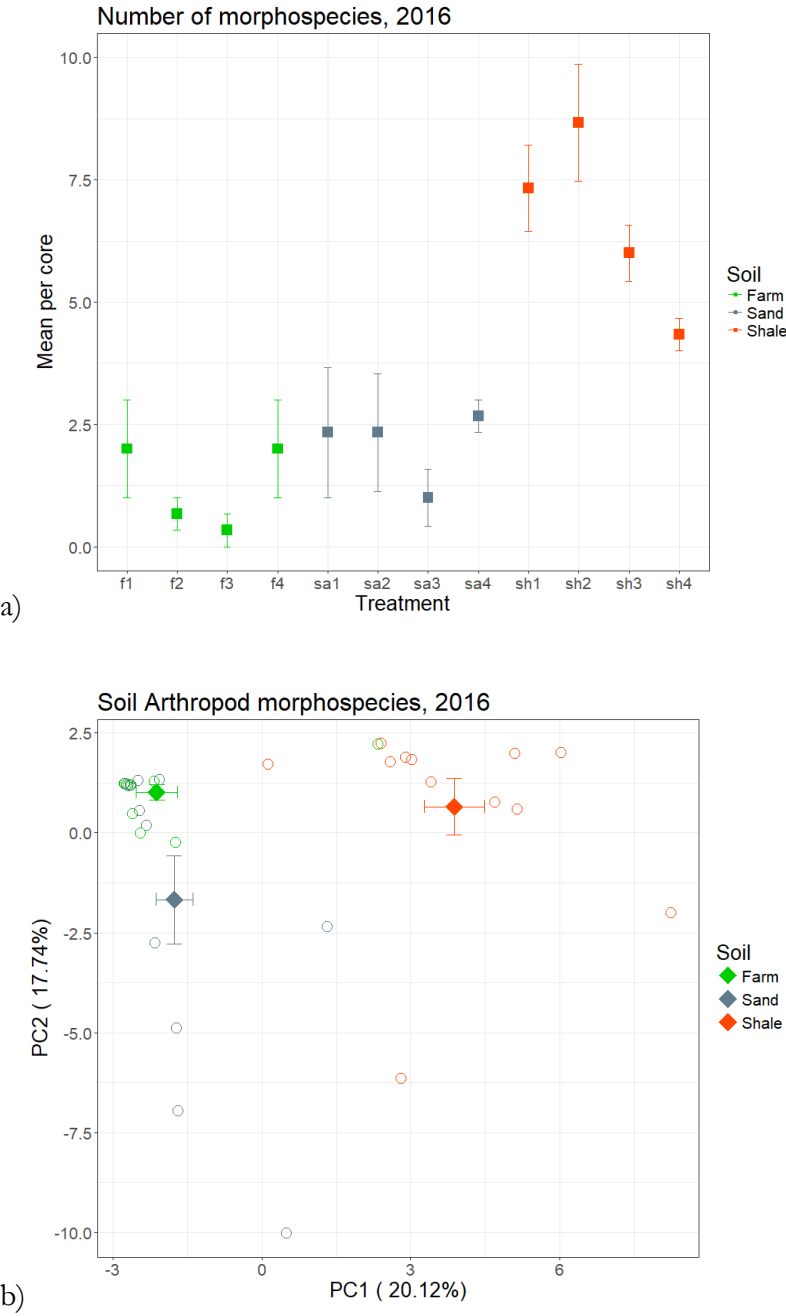 Number of morphospecies, 2016
10.0
7.5
5.0
2.5
0.0
Mean per core
f1 f2 f3 f4 sa1 sa2 sa3 sa4 sh1 sh2 sh3 sh4
Treatment
Soil
Farm
Sand
Shale
a)
Soil Arthropod morphospecies, 2016
2.5
0.0
-2.5
-5.0
-7.5
-10.0
PC2 ( 17.74%)
-3 0 3 6
PC1 ( 20.12%)
Soil
Farm
Sand
Shale
b)